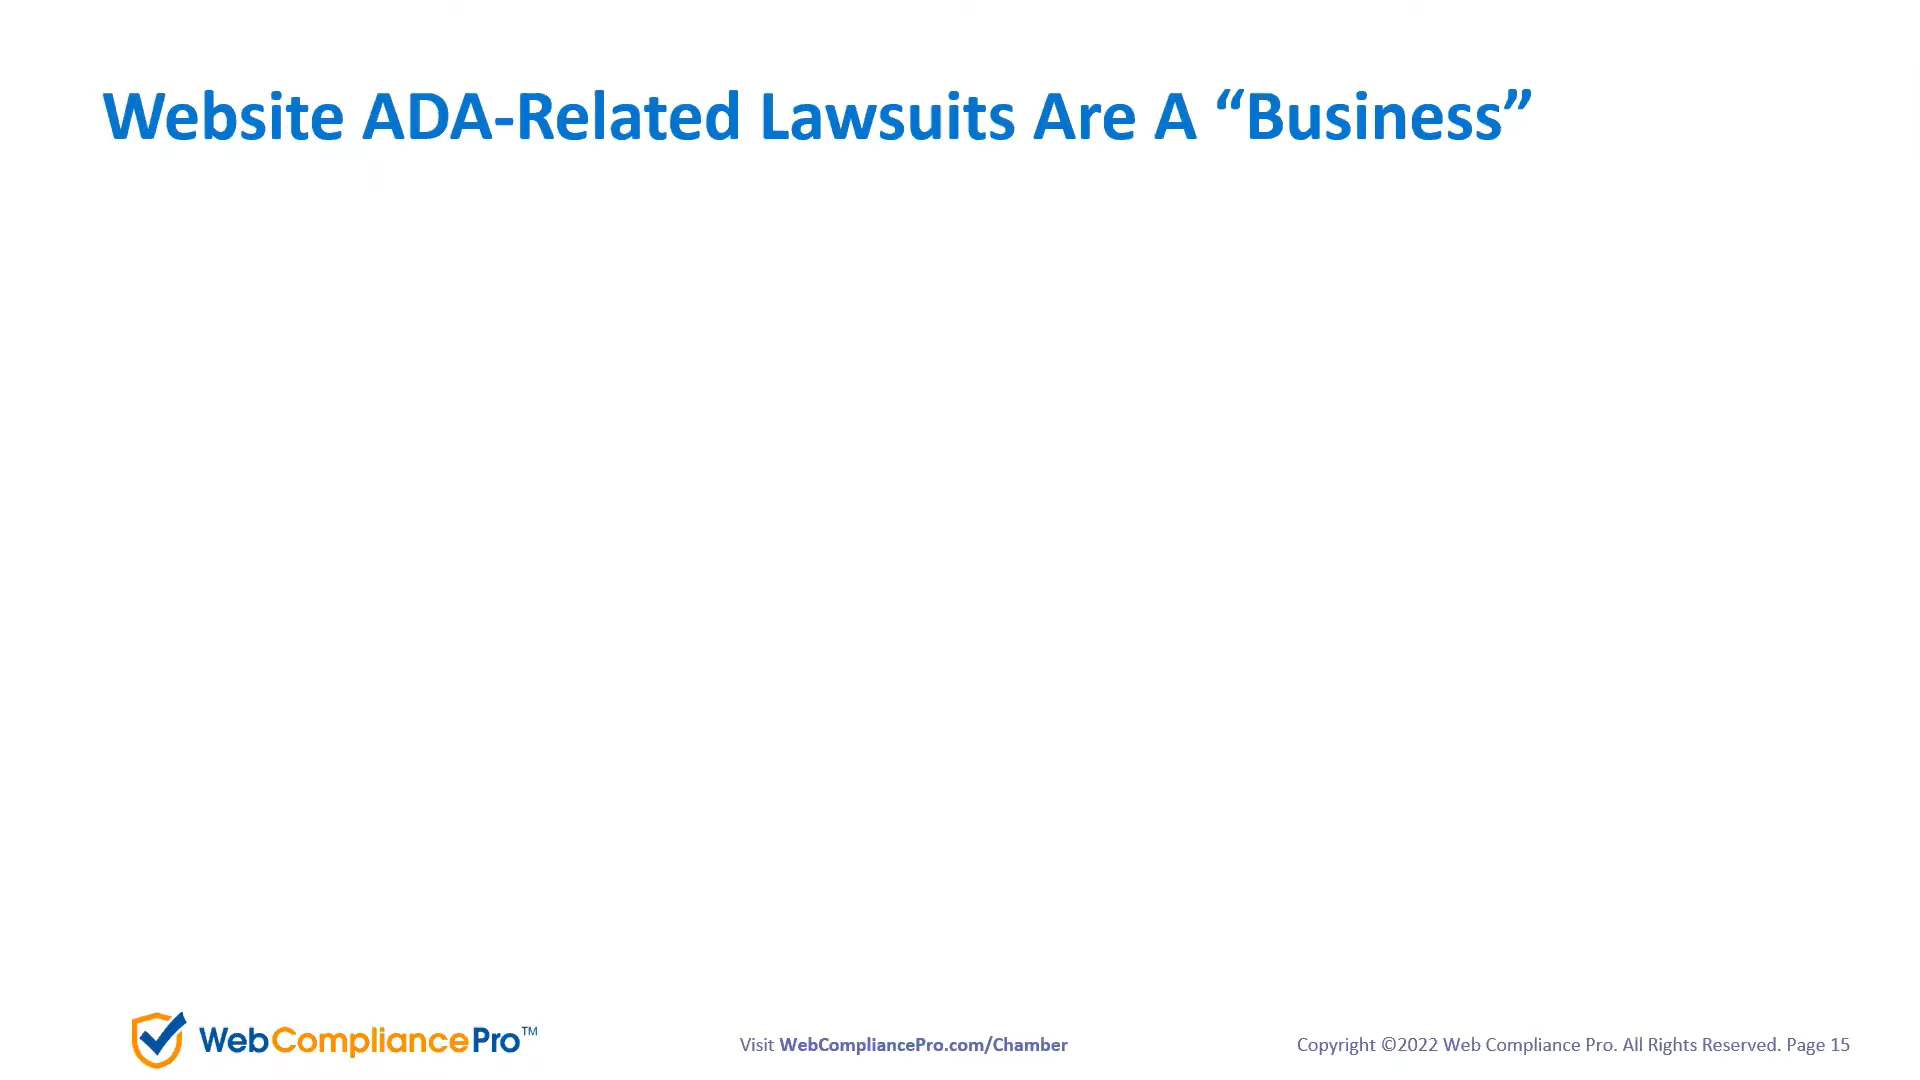 Website ADA-Related Lawsuits Are A “Business”
WebCompliancePro™
Visit WebCompliancePro.com/Chamber
Copyright ©2022 Web Compliance Pro. All Rights Reserved. Page 15